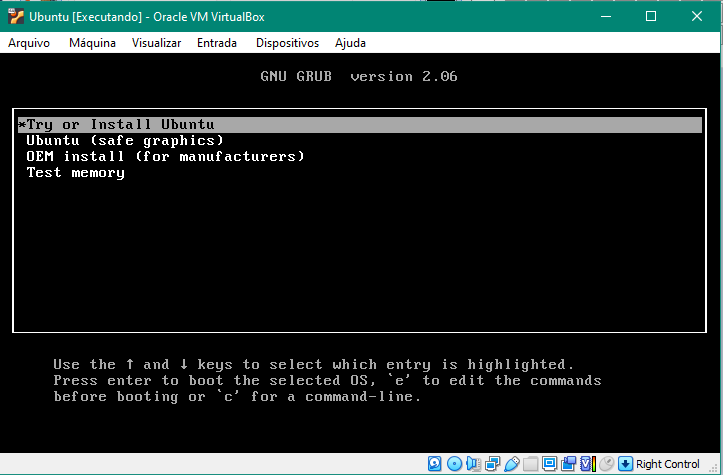 Ubuntu [Executando] - Oracle VM VirtualBox
Arquivo Máquina Visualizar Entrada Dispositivos Ajuda
GNU GRUB version 2.06
*Try or Install Ubuntu
Ubuntu (safe graphics)
OEM install (for manufacturers)
Test memory
Use the ↑ and ↓ keys to select which entry is highlighted.
Press enter to boot the selected OS, `e' to edit the commands
before booting or `c' for a command-line.
Right Control